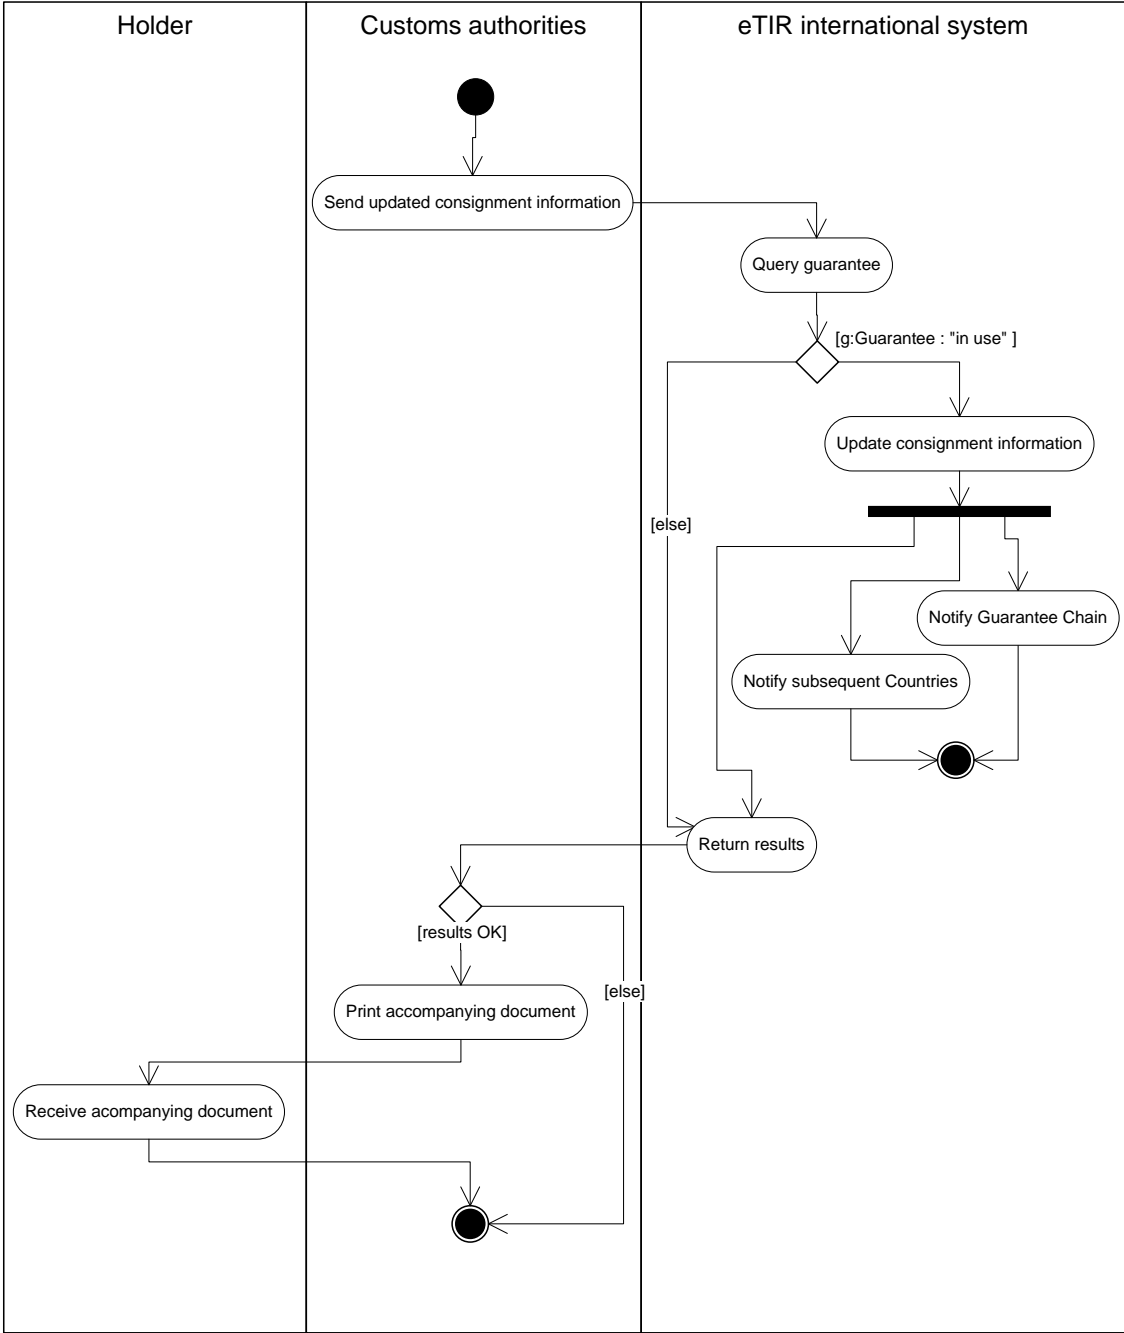 Holder
Customs authorities
eTIR international system
Send updated consignment information
Query guarantee
[g:Guarantee : "in use" ]
Update consignment information
[else]
Notify Guarantee Chain
Notify subsequent Countries
Return results
[results OK]
[else]
Print accompanying document
Receive acompanying document